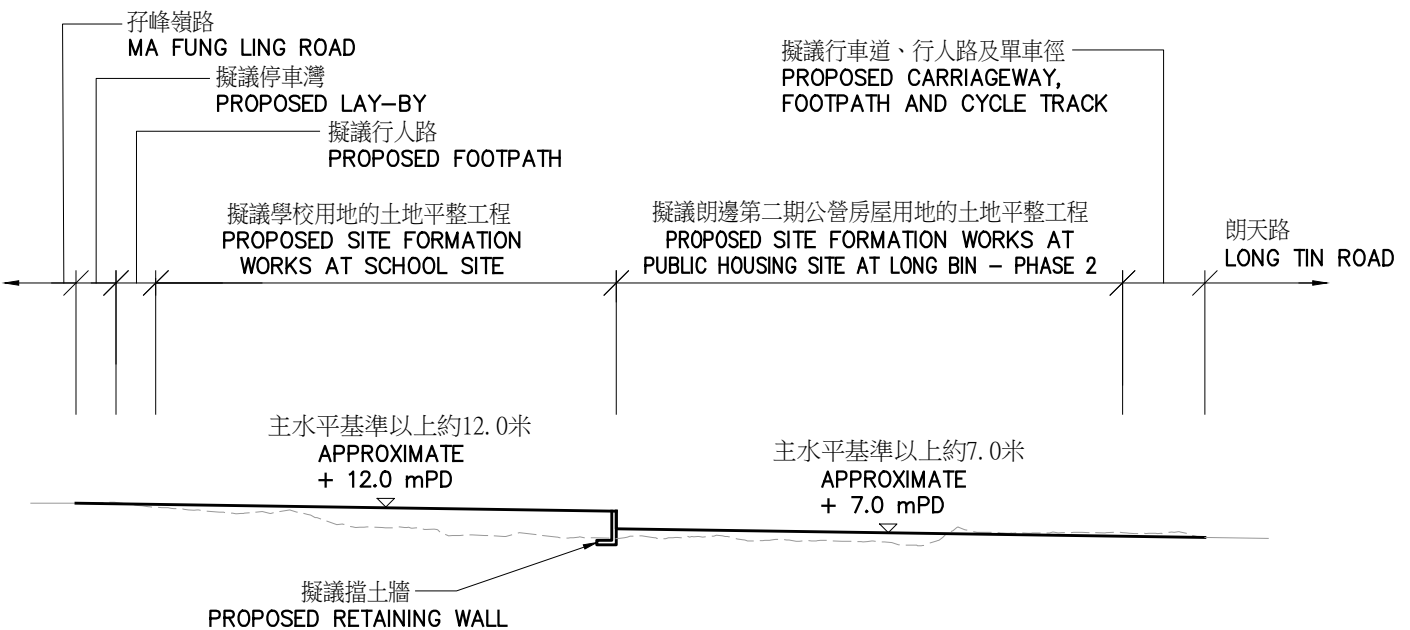 孖峰嶺路
MA FUNG LING ROAD
擬議停車灣
PROPOSED LAY-BY
擬議行人路
PROPOSED FOOTPATH
擬議行車道、行人路及單車徑
PROPOSED CARRIAGEWAY,
FOOTPATH AND CYCLE TRACK
擬議學校用地的土地平整工程
PROPOSED SITE FORMATION
WORKS AT SCHOOL SITE
擬議朗邊第二期公營房屋用地的土地平整工程
PROPOSED SITE FORMATION WORKS AT
PUBLIC HOUSING SITE AT LONG BIN - PHASE 2
朗天路
LONG TIN ROAD
主水平基準以上約12.0米
APPROXIMATE
+ 12.0 mPD
主水平基準以上約7.0米
APPROXIMATE
+ 7.0 mPD
擬議擋土牆
PROPOSED RETAINING WALL